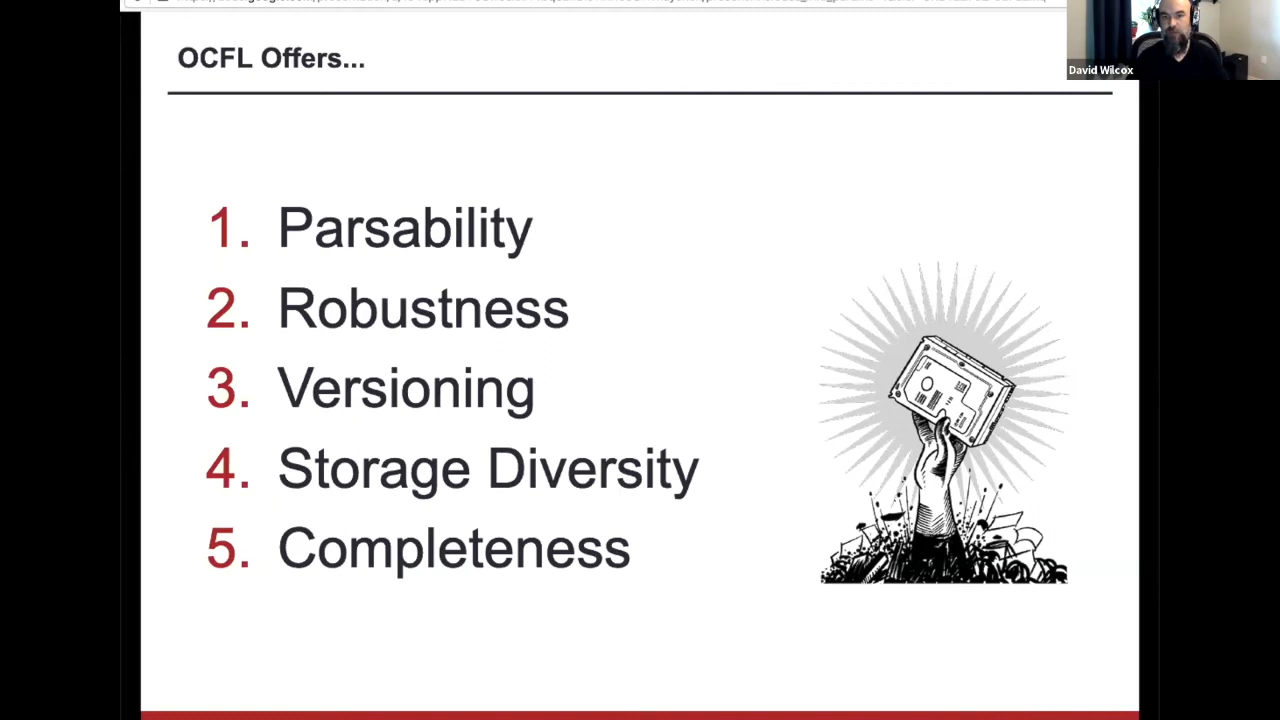 OCFL Offers...
David Wilcox
1. Parsability
2. Robustness
3. Versioning
4. Storage Diversity
5. Completeness